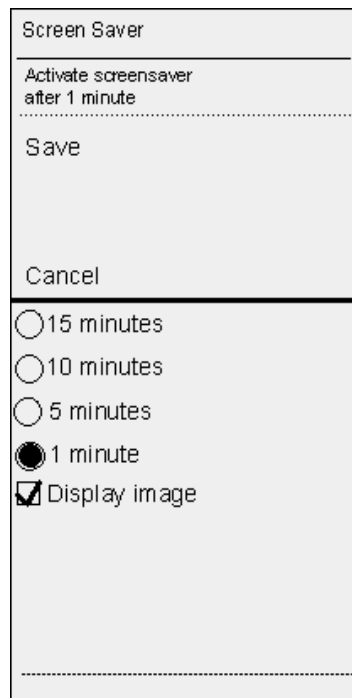 Screen Saver
Activate screensaver
after 1 minute
Save
Cancel
15 minutes
10 minutes
5 minutes
1 minute
Display image